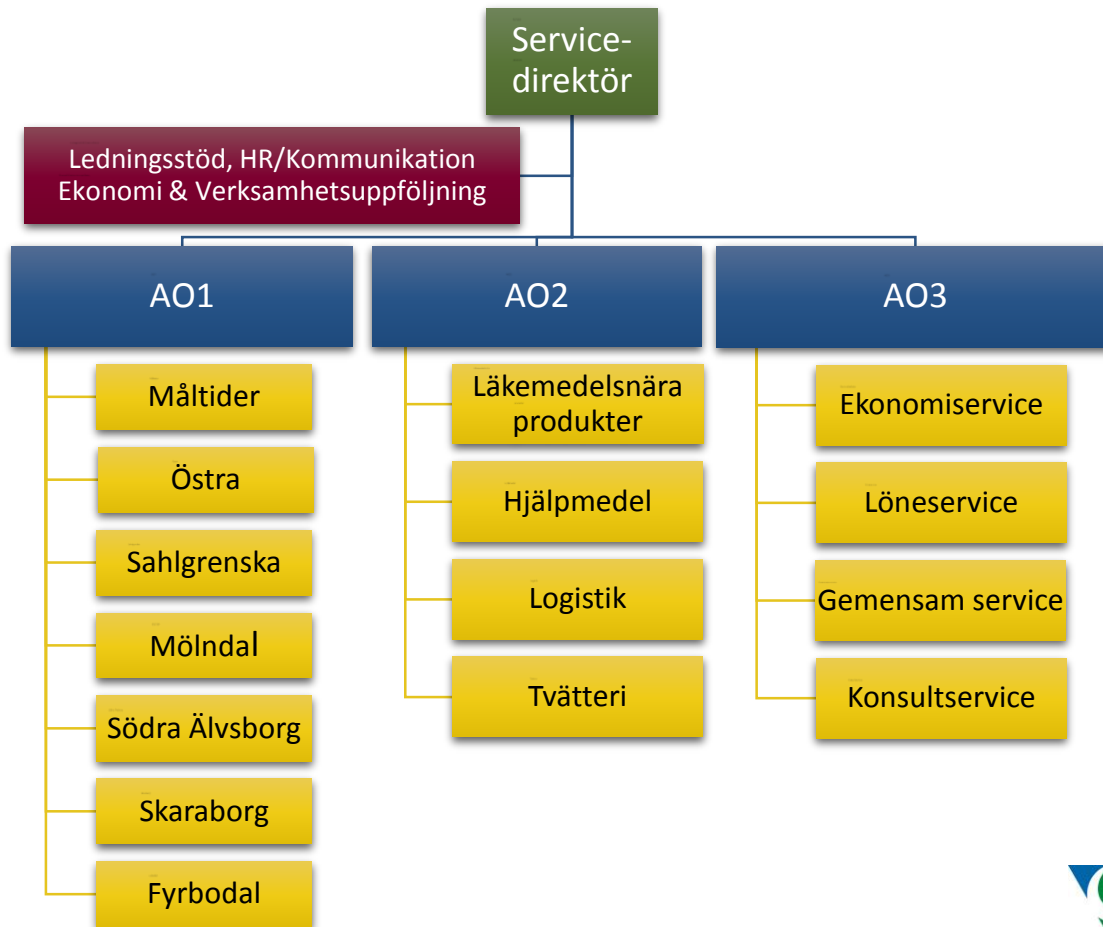 Service-
direktör
Ledningsstöd, HR/Kommunikation
Ekonomi & Verksamhetsuppföljning
AO1
AO2
AO3
Måltider
Östra
Sahlgrenska
Mölndal
Södra Älvsborg
Skaraborg
Fyrbodal
Läkemedelsnära
produkter
Hjälpmedel
Logistik
Tvätteri
Ekonomiservice
Löneservice
Gemensam service
Konsultservice